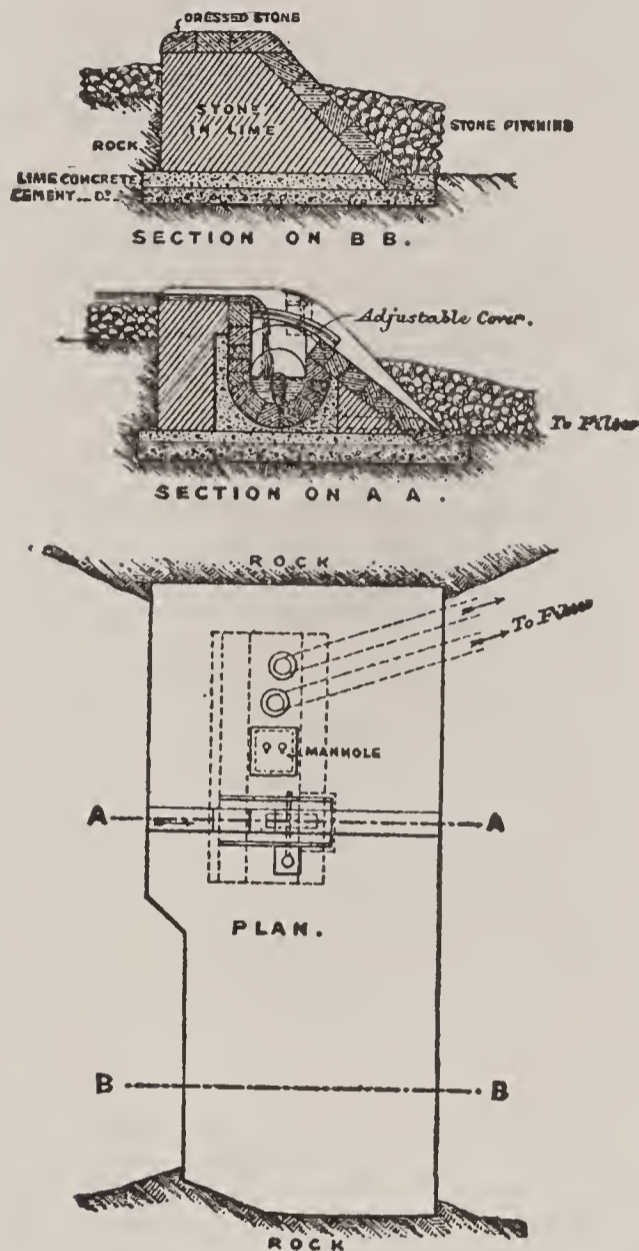 DRESSED STONE
STONE
IN LIME
STONE PITCHING
ROCK
LIME CONCRETE
CEMENT DO
SECTION ON B B.
Adjustable Cover.
To Filter
SECTION ON A A.
ROCK
To Filter
MANHOLE
A
A
PLAN.
B
B
ROCK